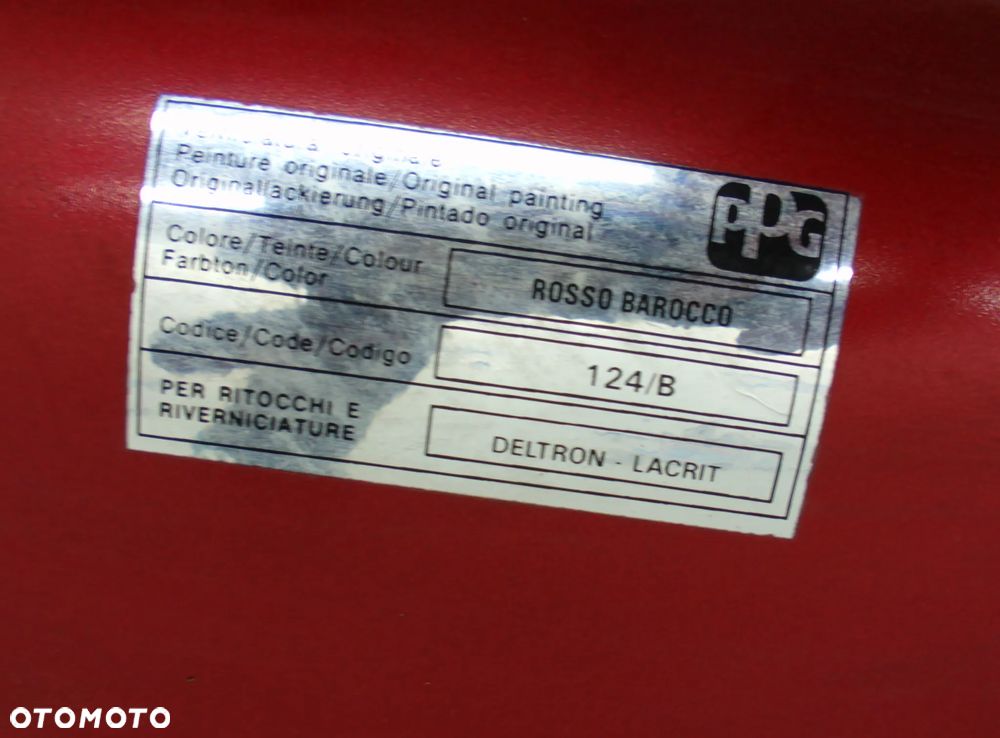 Peinture originale/Original painting
Originallackierung/Pintado original
PPG
Colore/Teinte/Colour
Farbton/Color
ROSSO BAROCCO
Codice/Code/Codigo
124/B
PER RITOCCHI E
RIVERNICIATURE
DELTRON - LACRIT
OTOMOTO